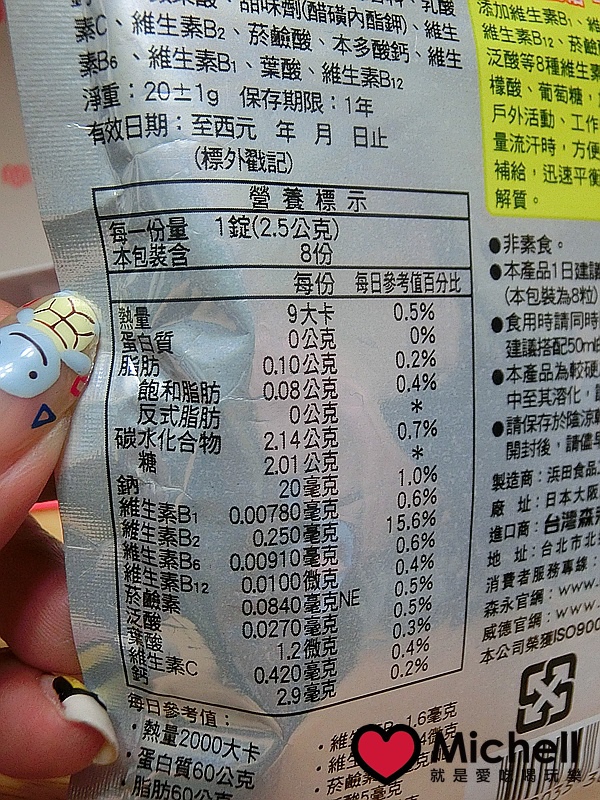 品味劑(醋磺內酯鉀)、維生
素C、維生素B2、菸鹼酸、本多酸鈣、維生
素B6、維生素B1、葉酸、維生素B12
淨重：20±1g 保存期限：1年
有效日期：至西元 年 月 日止
(標外戳記)
營養標示
每一份量 1錠(2.5公克)
本包裝含 8份
每份 每日參考值百分比
熱量 9大卡 0.5%
蛋白質 0公克 0%
脂肪 0.10公克 0.2%
飽和脂肪 0.08公克 0.4%
反式脂肪 0公克 *
碳水化合物 2.14公克 0.7%
糖 2.01公克 *
鈉 20毫克 1.0%
維生素B1 0.00780毫克 0.6%
維生素B2 0.250毫克 15.6%
維生素B6 0.00910毫克 0.6%
維生素B12 0.0100微克 0.4%
菸鹼素 0.0840毫克NE 0.5%
泛酸 0.0270毫克 0.5%
葉酸 1.2微克 0.3%
維生素C 0.420毫克 0.4%
鈣 2.9毫克 0.2%
每日參考值：
·熱量2000大卡
·蛋白質60公克
·脂肪60公克
·維 1.6毫克
·維
·菸鹼
添加維生素B1、維
生素B12、菸鹼
泛酸等8種維生素
檬酸、葡萄糖，
戶外活動、工作
量流汗時，方便
補給，迅速平衡
解質。
●非素食。
●本產品1日建議
(本包裝為8粒)
●食用時請同時
建議搭配50ml
●本產品為較硬
中至其溶化，
●請保存於陰涼
開封後，請儘早
製造商：浜田食品
廠 址：日本大阪
進口商：台灣森永
地 址：台北市北
消費者服務專線：
森永官網：www.
威德官網：www.
本公司榮獲ISO900
Michell
就是愛吃喝玩樂